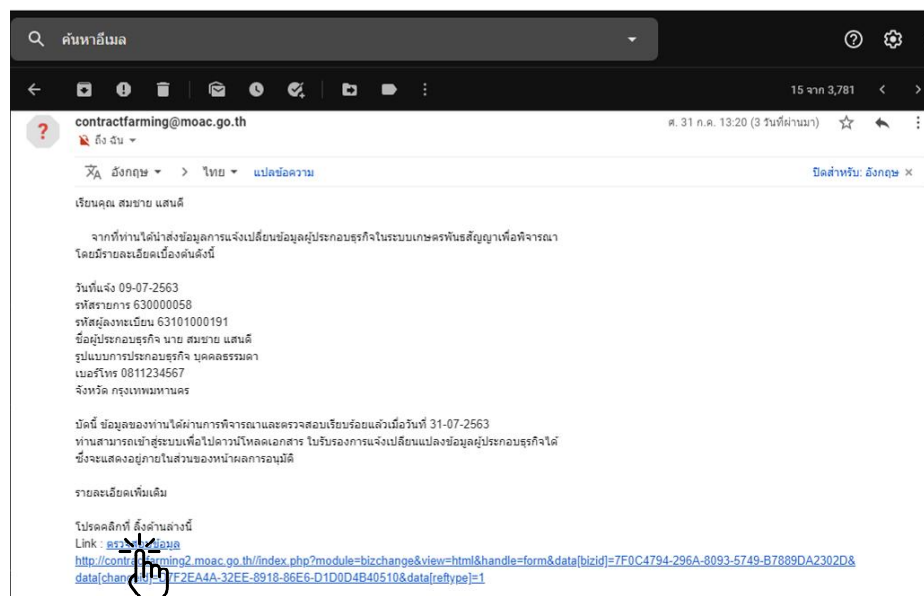 ค้นหาอีเมล
15 จาก 3,781
contractfarming@moac.go.th
ศ. 31 ก.ค. 13:20 (3 วันที่ผ่านมา)
ถึง ฉัน
อังกฤษ > ไทย แปลข้อความ
ปิดสำหรับ: อังกฤษ ×
เรียนคุณ สมชาย แสนดี
จากที่ท่านได้นำส่งข้อมูลการแจ้งเปลี่ยนข้อมูลผู้ประกอบธุรกิจในระบบเกษตรพันธสัญญาเพื่อพิจารณา
โดยมีรายละเอียดเบื้องต้นดังนี้
วันที่แจ้ง 09-07-2563
รหัสรายการ 630000058
รหัสผู้ลงทะเบียน 63101000191
ชื่อผู้ประกอบธุรกิจ นาย สมชาย แสนดี
รูปแบบการประกอบธุรกิจ บุคคลธรรมดา
เบอร์โทร 0811234567
จังหวัด กรุงเทพมหานคร
บัดนี้ ข้อมูลของท่านได้ผ่านการพิจารณาและตรวจสอบเรียบร้อยแล้วเมื่อวันที่ 31-07-2563
ท่านสามารถเข้าสู่ระบบเพื่อไปดาวน์โหลดเอกสาร ใบรับรองการแจ้งเปลี่ยนแปลงข้อมูลผู้ประกอบธุรกิจได้
ซึ่งจะแสดงอยู่ภายในส่วนของหน้าผลการอนุมัติ
รายละเอียดเพิ่มเติม
โปรดคลิกที่ ลิ้งด้านล่างนี้
Link : ตรวจสอบข้อมูล
http://contractfarming2.moac.go.th//index.php?module=bizchange&view=html&handle=form&data[bizid]=7F0C4794-296A-8093-5749-B7889DA2302D&
data[changeid]=D7F2EA4A-32EE-8918-86E6-D1D0D4B40510&data[reftype]=1